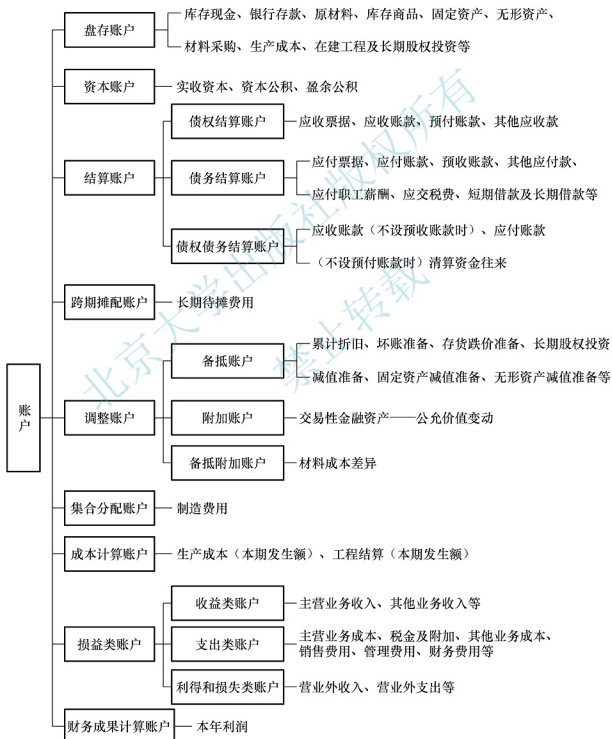 账户
盘存账户
库存现金、银行存款、原材料、库存商品、固定资产、无形资产、
材料采购、生产成本、在建工程及长期股权投资等
资本账户
实收资本、资本公积、盈余公积
结算账户
债权结算账户
应收票据、应收账款、预付账款、其他应收款
债务结算账户
应付票据、应付账款、预收账款、其他应付款、
应付职工薪酬、应交税费、短期借款及长期借款等
债权债务结算账户
应收账款（不设预收账款时）、应付账款
（不设预付账款时）清算资金往来
跨期摊配账户
长期待摊费用
调整账户
备抵账户
累计折旧、坏账准备、存货跌价准备、长期股权投资
减值准备、固定资产减值准备、无形资产减值准备等
附加账户
交易性金融资产——公允价值变动
备抵附加账户
材料成本差异
集合分配账户
制造费用
成本计算账户
生产成本（本期发生额）、工程结算（本期发生额）
损益类账户
收益类账户
主营业务收入、其他业务收入等
支出类账户
主营业务成本、税金及附加、其他业务成本、
销售费用、管理费用、财务费用等
利得和损失类账户
营业外收入、营业外支出等
财务成果计算账户
本年利润
北京大学出版社版权所有
禁止转载